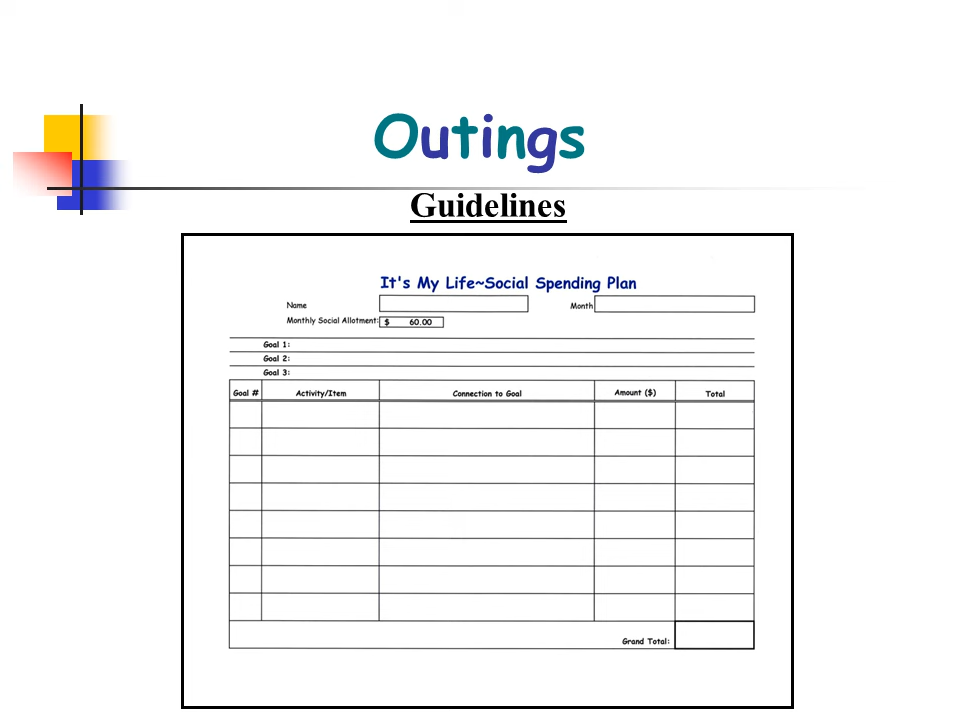 Outings
Guidelines
It's My Life~Social Spending Plan
Name Month
Monthly Social Allotment: $ 60.00
Goal 1:
Goal 2:
Goal 3:
Goal # Activity/Item Connection to Goal Amount ($) Total
Grand Total: